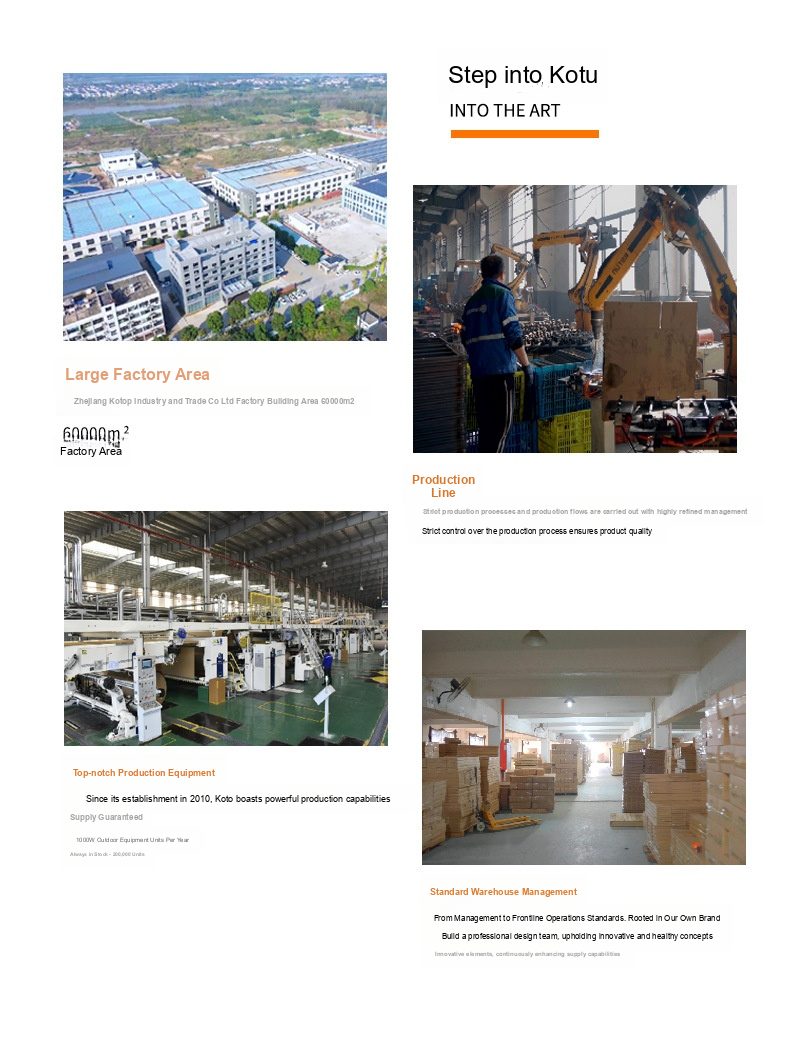 Step into Kotu
INTO THE ART
Large Factory Area
Zhejiang Kotop Industry and Trade Co Ltd Factory Building Area 60000m2
60000m²
Factory Area
Production
Line
Strict production processes and production flows are carried out with highly refined management
Strict control over the production process ensures product quality
Top-notch Production Equipment
Since its establishment in 2010, Koto boasts powerful production capabilities
Supply Guaranteed
1000W Outdoor Equipment Units Per Year
Always in Stock - 200,000 Units
Standard Warehouse Management
From Management to Frontline Operations Standards. Rooted in Our Own Brand
Build a professional design team, upholding innovative and healthy concepts
Innovative elements, continuously enhancing supply capabilities